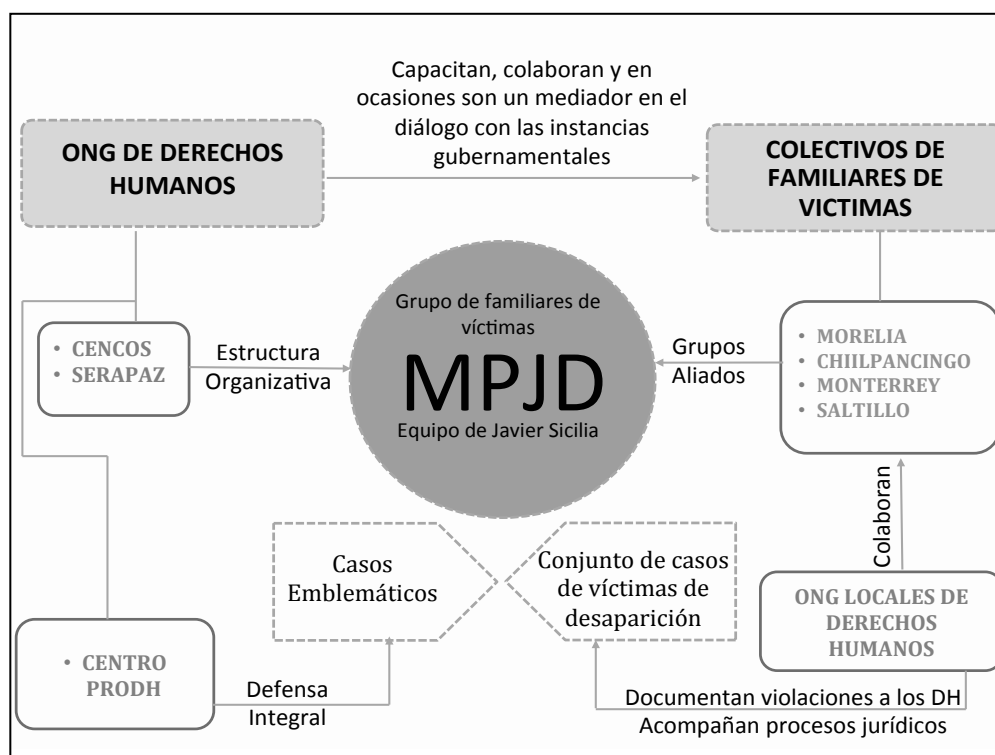 Capacitan, colaboran y en
ocasiones son un mediador en el
diálogo con las instancias
gubernamentales
ONG DE DERECHOS
HUMANOS
COLECTIVOS DE
FAMILIARES DE
VICTIMAS
Grupo de familiares de
víctimas
MPJD
Equipo de Javier Sicilia
• CENCOS
• SERAPAZ
Estructura
Organizativa
Grupos
Aliados
• MORELIA
• CHIILPANCINGO
• MONTERREY
• SALTILLO
Colaboran
Casos
Emblemáticos
Conjunto de casos
de víctimas de
desaparición
ONG LOCALES DE
DERECHOS
HUMANOS
• CENTRO
PRODH
Defensa
Integral
Documentan violaciones a los DH
Acompañan procesos jurídicos